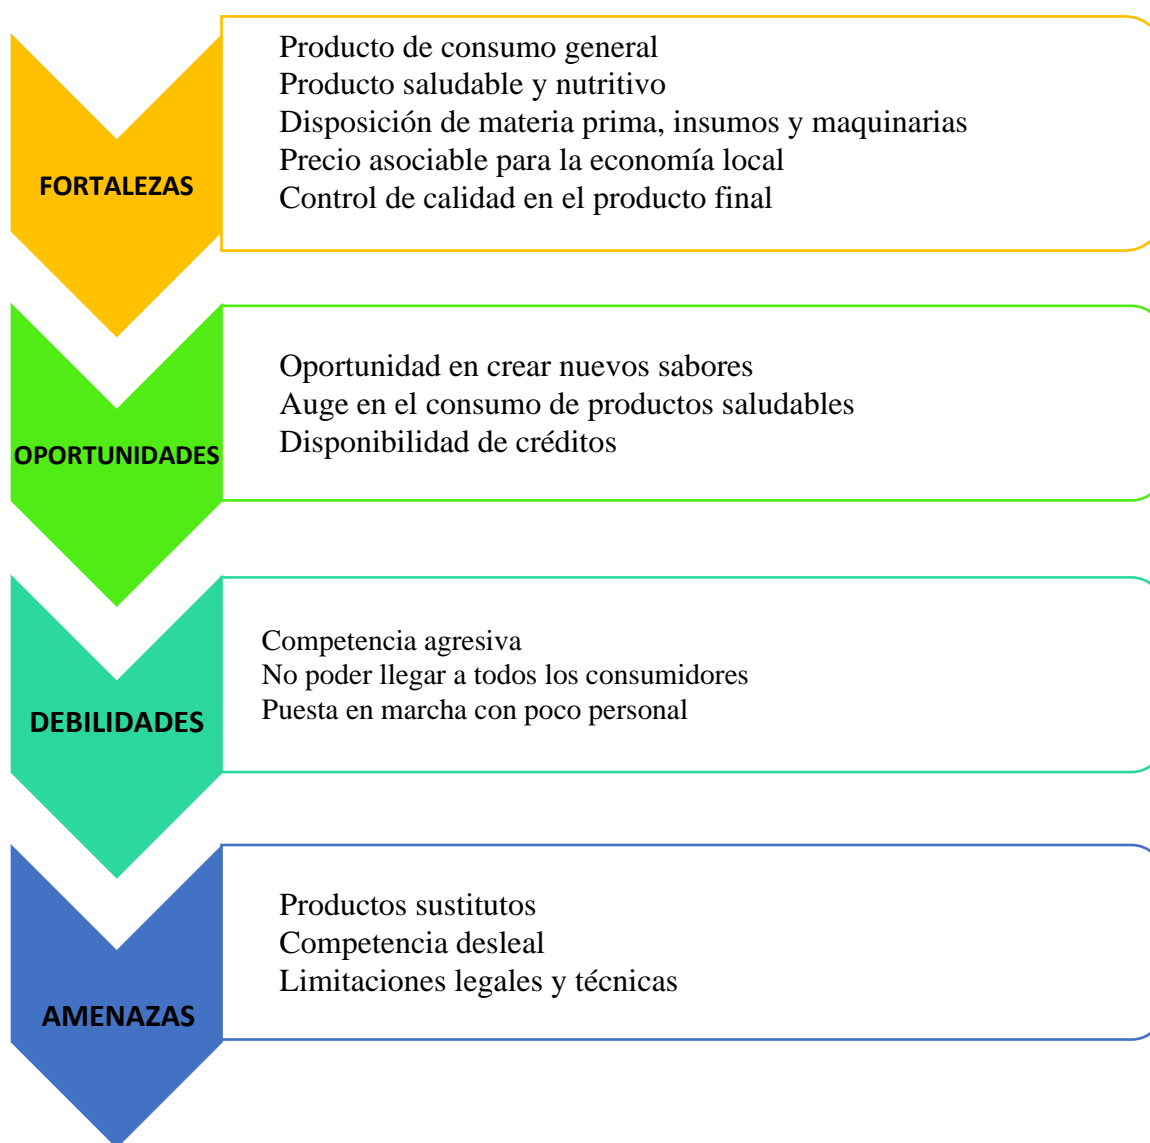 FORTALEZAS
Producto de consumo general
Producto saludable y nutritivo
Disposición de materia prima, insumos y maquinarias
Precio asociable para la economía local
Control de calidad en el producto final
OPORTUNIDADES
Oportunidad en crear nuevos sabores
Auge en el consumo de productos saludables
Disponibilidad de créditos
DEBILIDADES
Competencia agresiva
No poder llegar a todos los consumidores
Puesta en marcha con poco personal
AMENAZAS
Productos sustitutos
Competencia desleal
Limitaciones legales y técnicas